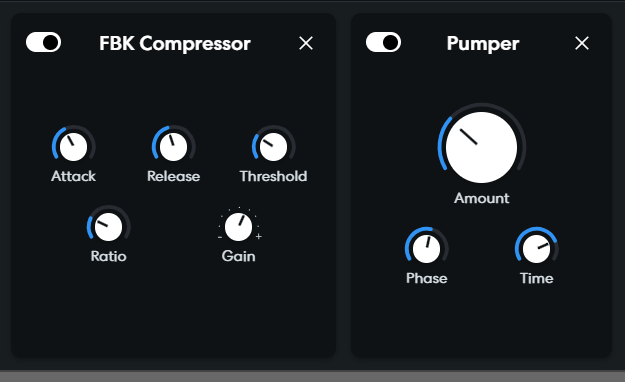 FBK Compressor
Attack
Release
Threshold
Ratio
- +
Gain
Pumper
Amount
Phase
Time